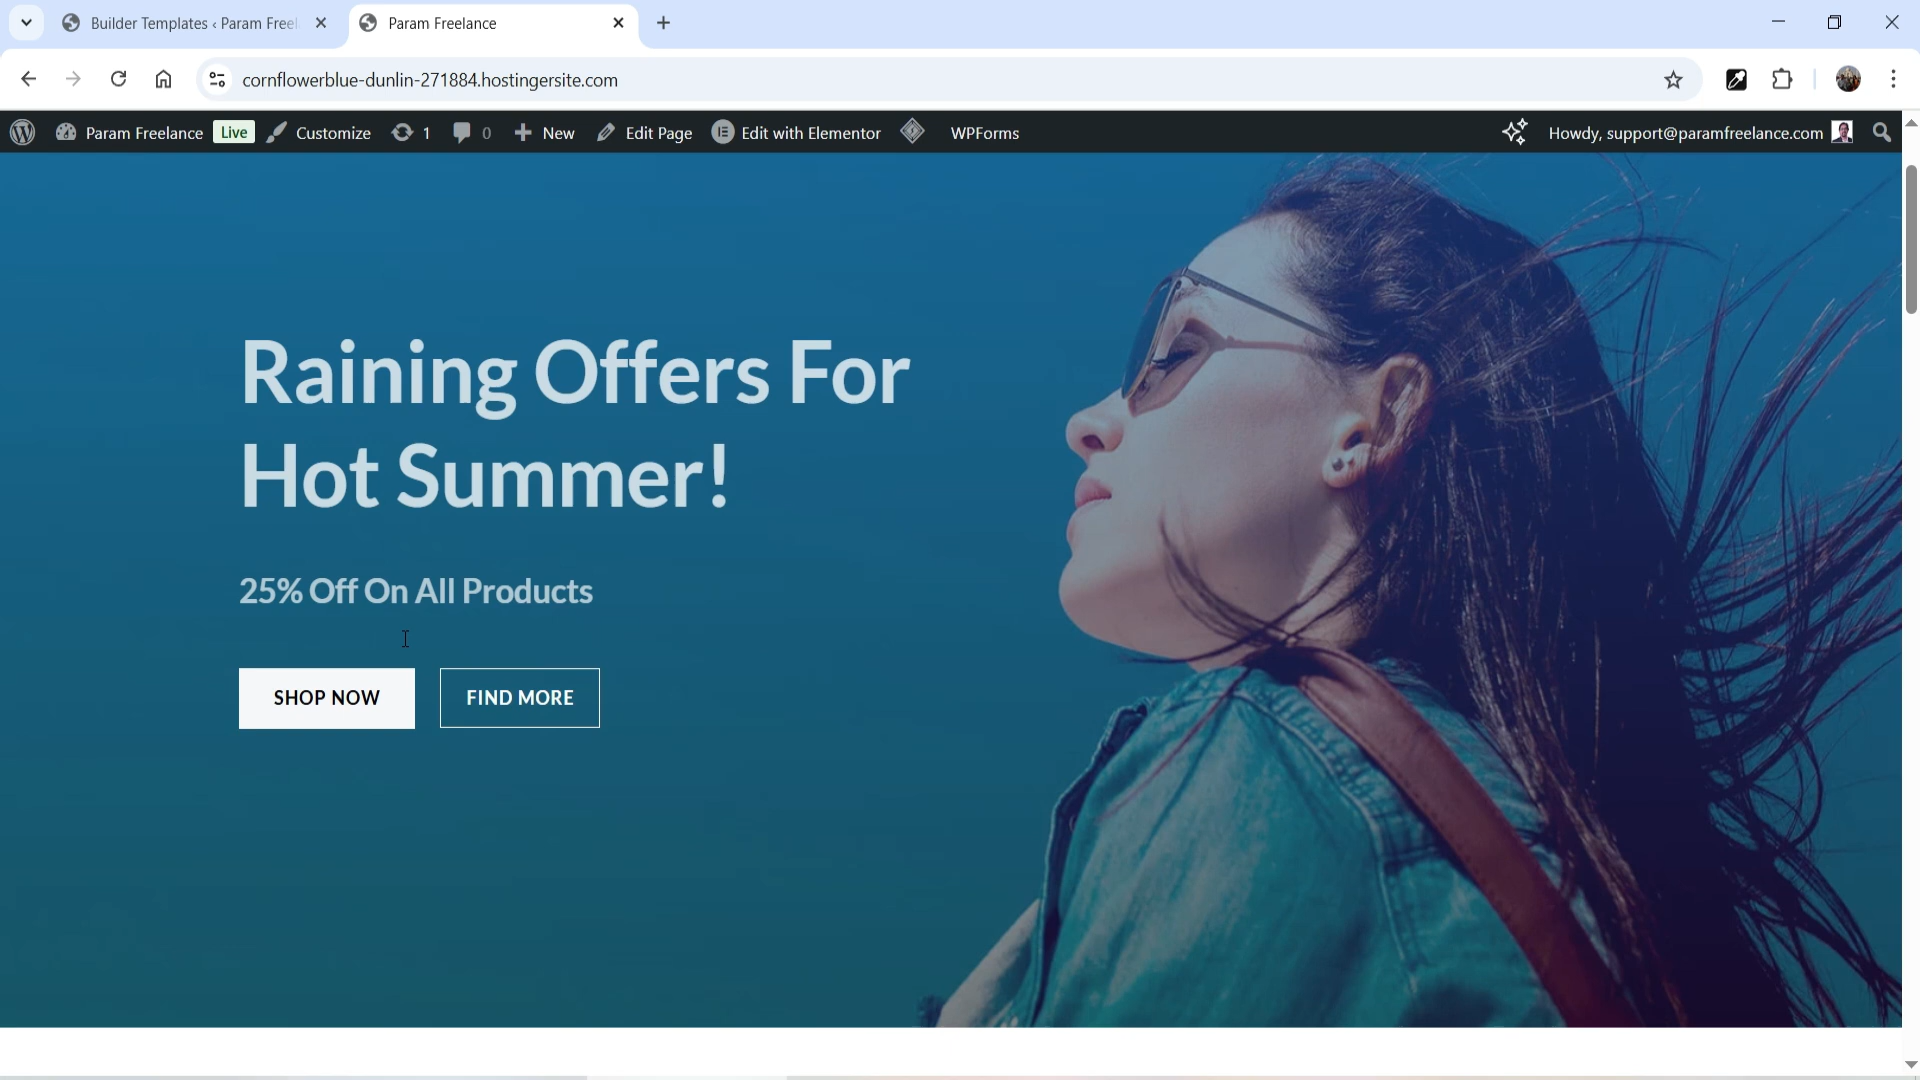 Builder Templates ‹ Param Freel
Param Freelance
cornflowerblue-dunlin-271884.hostingersite.com
Param Freelance Live Customize 1 0 New Edit Page Edit with Elementor WPForms Howdy, support@paramfreelance.com
Raining Offers For
Hot Summer!
25% Off On All Products
SHOP NOW FIND MORE